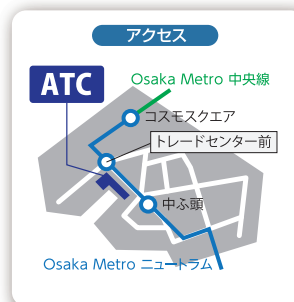 アクセス
Osaka Metro 中央線
ATC
コスモスクエア
トレードセンター前
中ふ頭
Osaka Metro ニュートラム